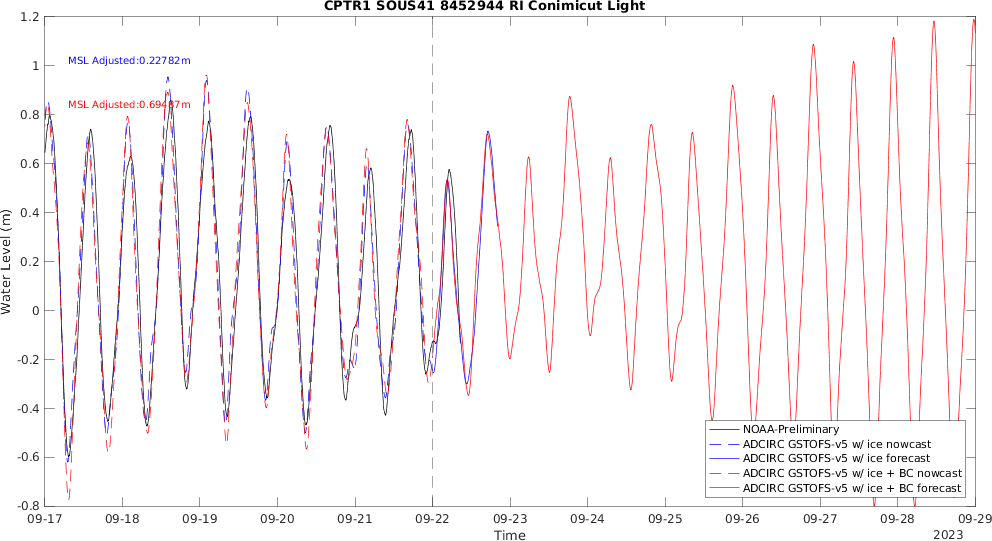 CPTR1 SOUS41 8452944 RI Conimicut Light
1.2
1
0.8
0.6
0.4
0.2
0
-0.2
-0.4
-0.6
-0.8
Water Level (m)
MSL Adjusted:0.22782m
MSL Adjusted:0.69487m
NOAA-Preliminary
ADCIRC GSTOFS-v5 w/ ice nowcast
ADCIRC GSTOFS-v5 w/ ice forecast
ADCIRC GSTOFS-v5 w/ ice + BC nowcast
ADCIRC GSTOFS-v5 w/ ice + BC forecast
09-17 09-18 09-19 09-20 09-21 09-22 09-23 09-24 09-25 09-26 09-27 09-28 09-29
Time
2023